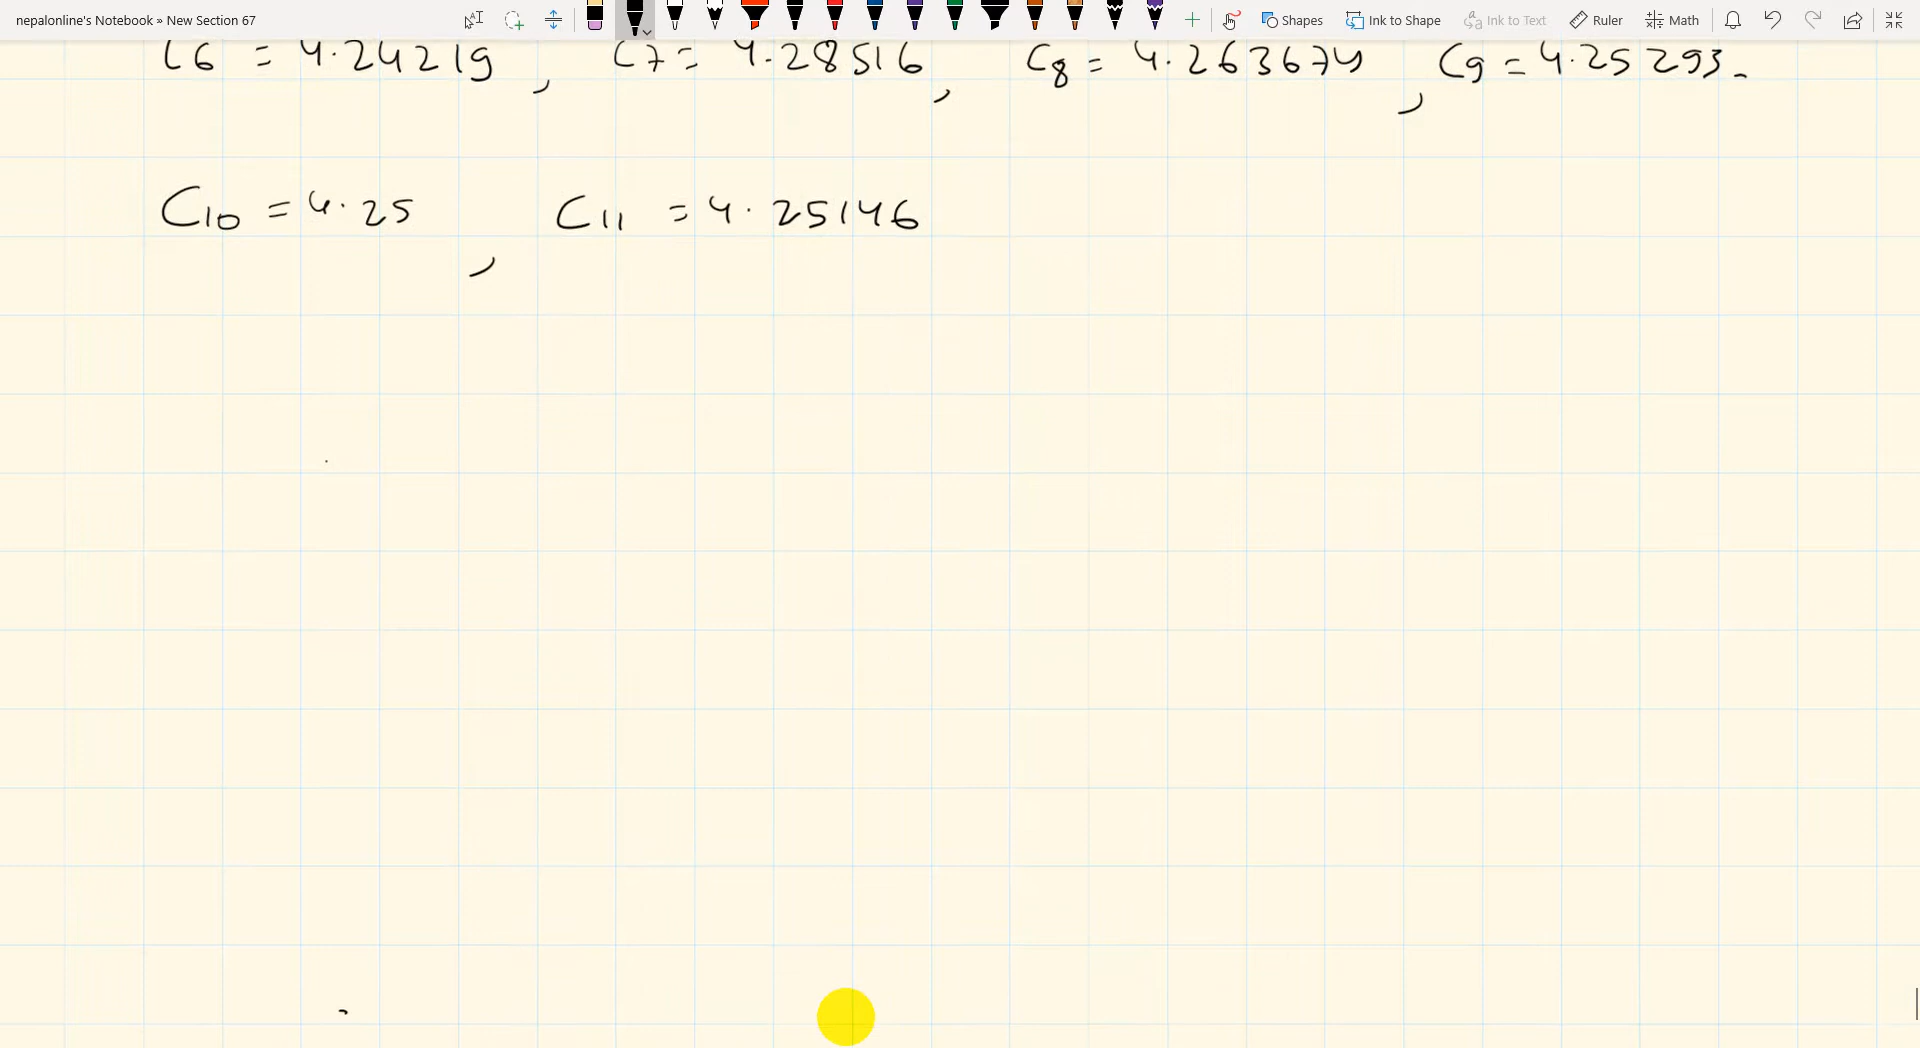 nepalonline's Notebook » New Section 67 Shapes Ink to Shape Ink to Text Ruler Math
C6 = 4.24219, C7 = 4.28516, C8 = 4.263674, C9 = 4.25293.
C10 = 4.25, C11 = 4.25146